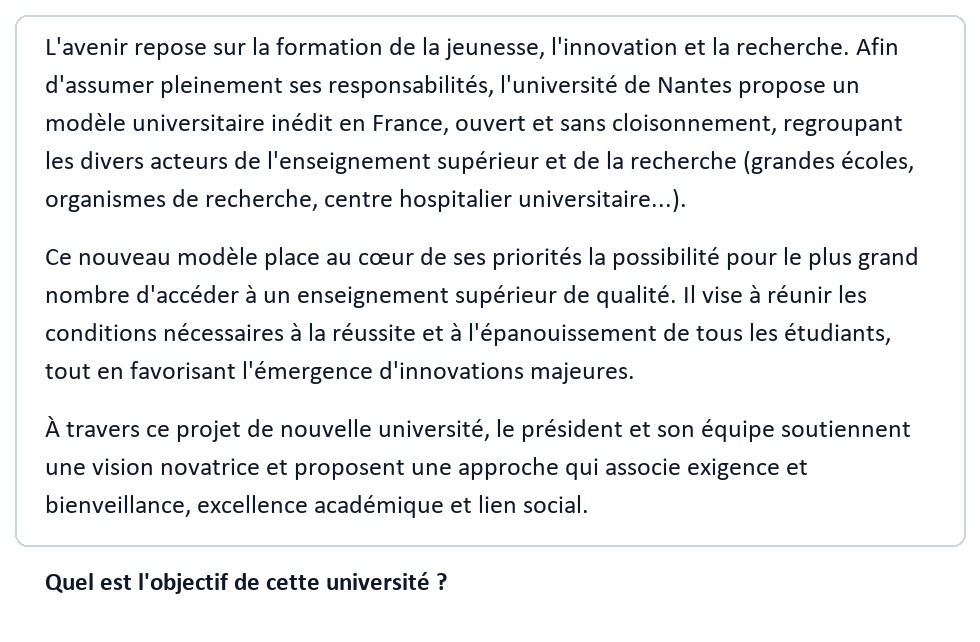 L'avenir repose sur la formation de la jeunesse, l'innovation et la recherche. Afin
d'assumer pleinement ses responsabilités, l'université de Nantes propose un
modèle universitaire inédit en France, ouvert et sans cloisonnement, regroupant
les divers acteurs de l'enseignement supérieur et de la recherche (grandes écoles,
organismes de recherche, centre hospitalier universitaire...).
Ce nouveau modèle place au cœur de ses priorités la possibilité pour le plus grand
nombre d'accéder à un enseignement supérieur de qualité. Il vise à réunir les
conditions nécessaires à la réussite et à l'épanouissement de tous les étudiants,
tout en favorisant l'émergence d'innovations majeures.
À travers ce projet de nouvelle université, le président et son équipe soutiennent
une vision novatrice et proposent une approche qui associe exigence et
bienveillance, excellence académique et lien social.
Quel est l'objectif de cette université ?